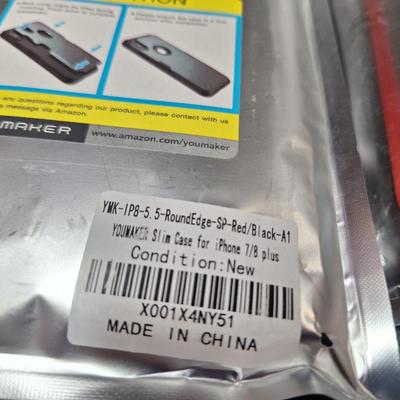 CAUTION
any questions regarding our product, please contact with us
message via Amazon.
MAKER
www.amazon.com/youmaker
YMK-IP8-5.5-RoundEdge-SP-Red/Black-A1
YOUMAKER Slim Case for iPhone 7/8 plus
Condition:New
X001X4NY51
MADE IN CHINA